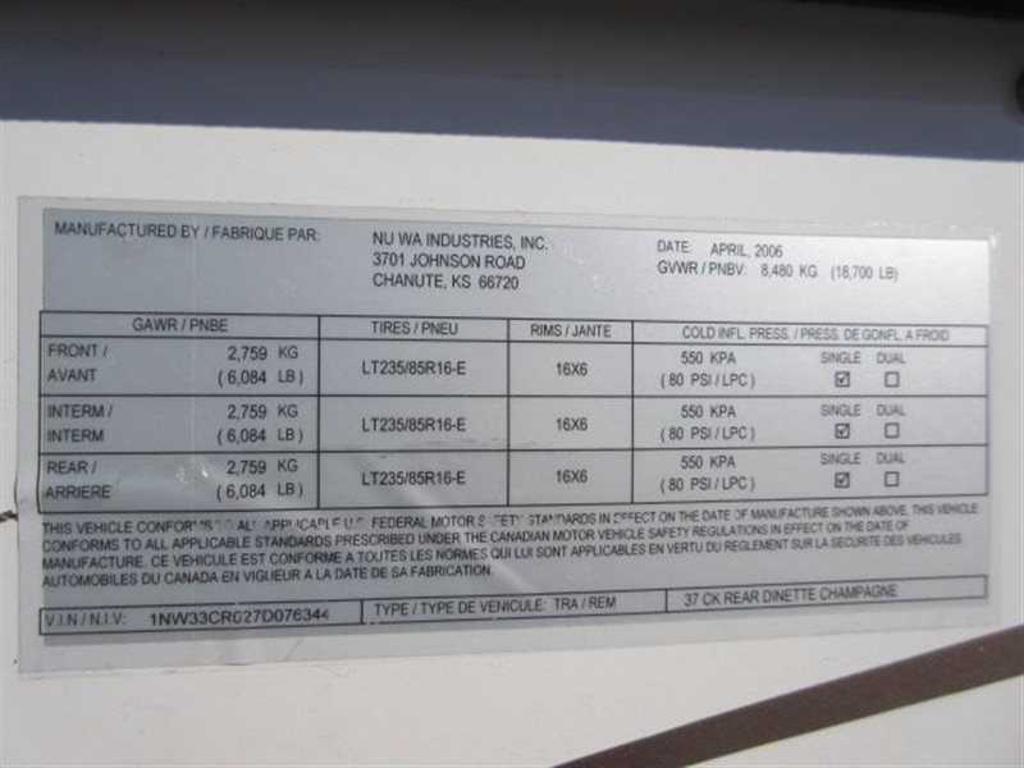 MANUFACTURED BY / FABRIQUE PAR:
NU WA INDUSTRIES, INC.
3701 JOHNSON ROAD
CHANUTE, KS 66720
DATE: APRIL, 2006
GVWR / PNBV: 8,480 KG (18,700 LB)
GAWR / PNBE TIRES / PNEU RIMS / JANTE COLD INFL. PRESS. / PRESS. DE GONFL. A FROID
FRONT / 2,759 KG LT235/85R16-E 16X6 550 KPA SINGLE DUAL
AVANT (6,084 LB) (80 PSI / LPC) ☑ ☐
INTERM / 2,759 KG LT235/85R16-E 16X6 550 KPA SINGLE DUAL
INTERM (6,084 LB) (80 PSI / LPC) ☑ ☐
REAR / 2,759 KG LT235/85R16-E 16X6 550 KPA SINGLE DUAL
ARRIERE (6,084 LB) (80 PSI / LPC) ☑ ☐
THIS VEHICLE CONFORMS TO ALL APPLICABLE U.S. FEDERAL MOTOR SAFETY STANDARDS IN EFFECT ON THE DATE OF MANUFACTURE SHOWN ABOVE. THIS VEHICLE
CONFORMS TO ALL APPLICABLE STANDARDS PRESCRIBED UNDER THE CANADIAN MOTOR VEHICLE SAFETY REGULATIONS IN EFFECT ON THE DATE OF
MANUFACTURE. CE VEHICULE EST CONFORME A TOUTES LES NORMES QUI LUI SONT APPLICABLES EN VERTU DU REGLEMENT SUR LA SECURITE DES VEHICULES
AUTOMOBILES DU CANADA EN VIGLIEUR A LA DATE DE SA FABRICATION.
V.I.N / N.I.V: TYPE / TYPE DE VEHICULE: TRA / REM 37 CK REAR DINETTE CHAMPAGNE